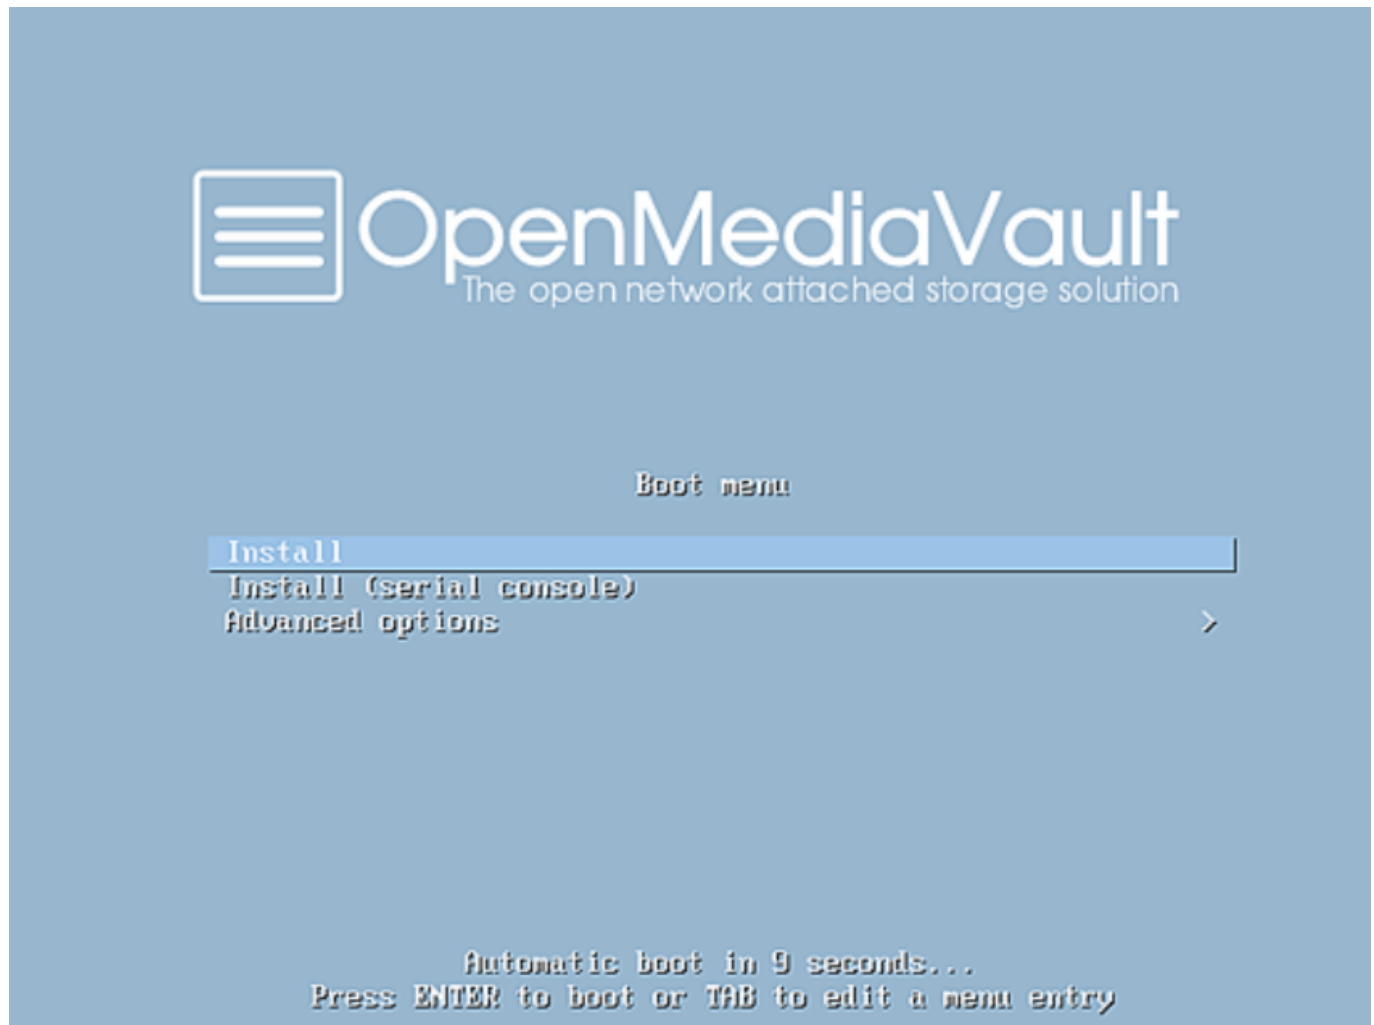 OpenMediaVault
The open network attached storage solution
Boot menu
Install
Install (serial console)
Advanced options >
Automatic boot in 9 seconds...
Press ENTER to boot or TAB to edit a menu entry